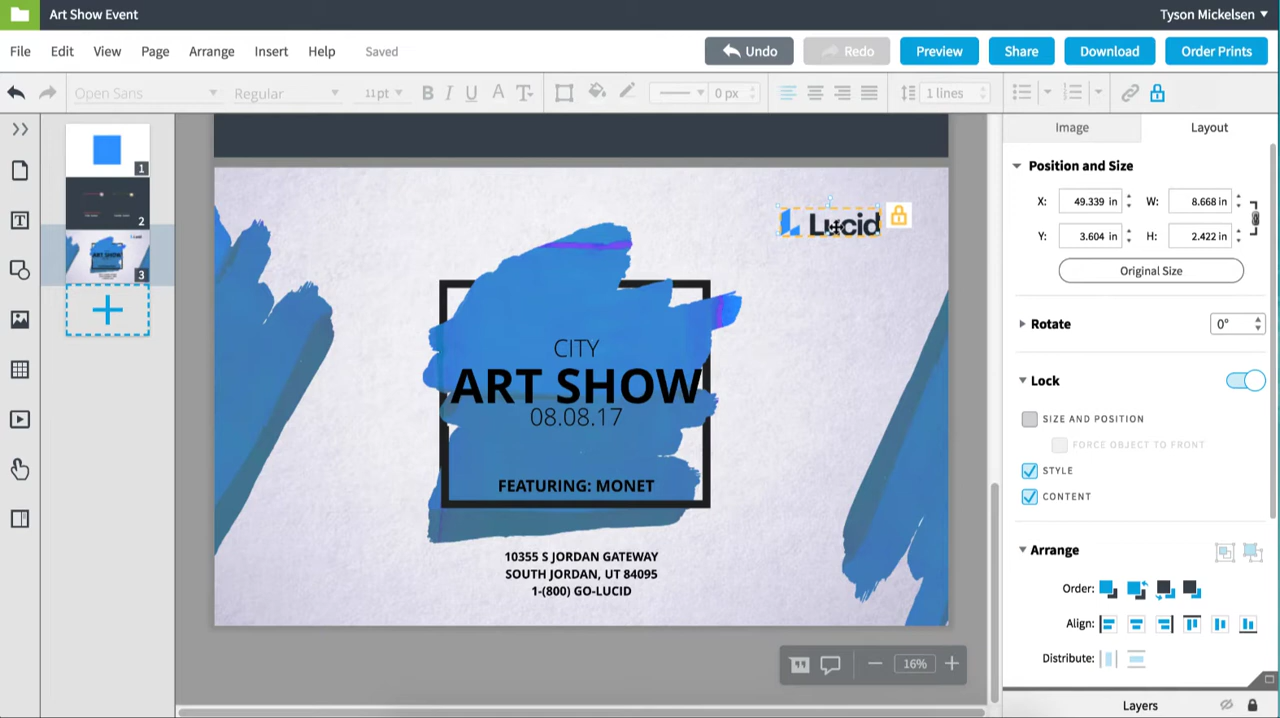 Art Show Event
Tyson Mickelsen
File Edit View Page Arrange Insert Help Saved
Undo Redo Preview Share Download Order Prints
Open Sans Regular 11pt B I U A T 0 px 1 lines
Image Layout
1
2
3
Position and Size
X: 49.339 in W: 8.668 in
Y: 3.604 in H: 2.422 in
Original Size
Rotate 0°
Lock
SIZE AND POSITION
FORCE OBJECT TO FRONT
STYLE
CONTENT
Arrange
Order:
Align:
Distribute:
Layers
Lucid
CITY
ART SHOW
08.08.17
FEATURING: MONET
10355 S JORDAN GATEWAY
SOUTH JORDAN, UT 84095
1-(800) GO-LUCID
16%